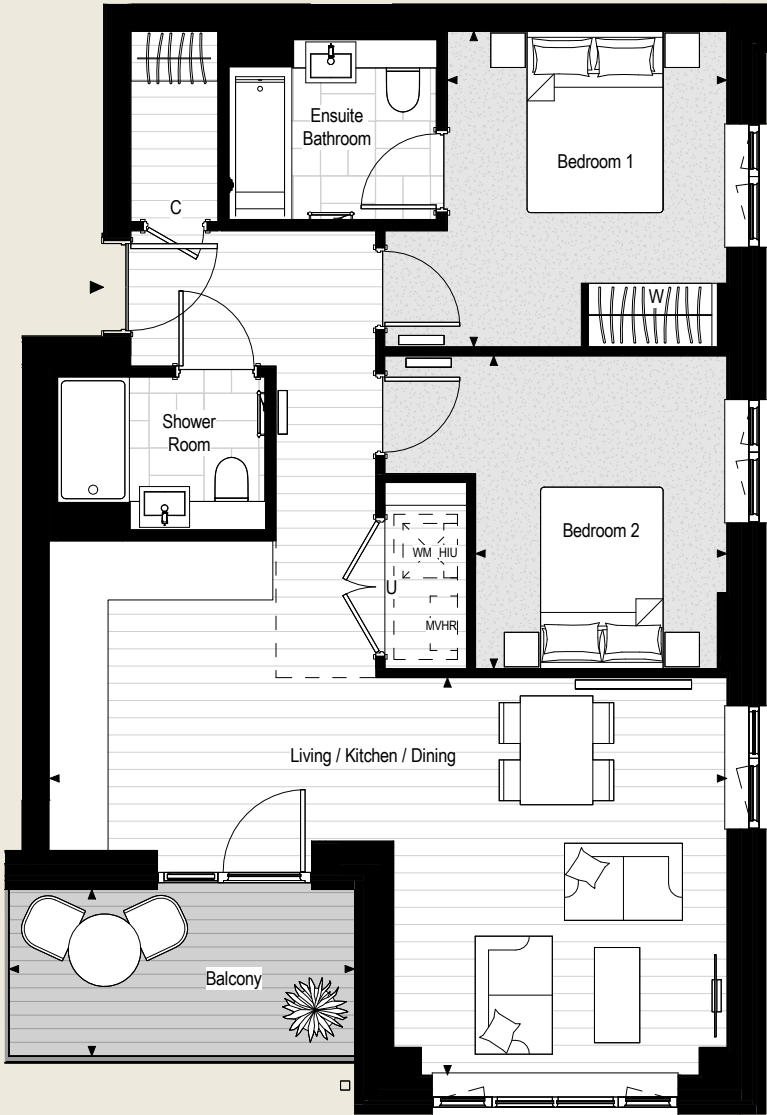 Ensuite
Bathroom
Bedroom 1
C
W
Shower
Room
Bedroom 2
WM HIU
U
MVHR
Living / Kitchen / Dining
Balcony